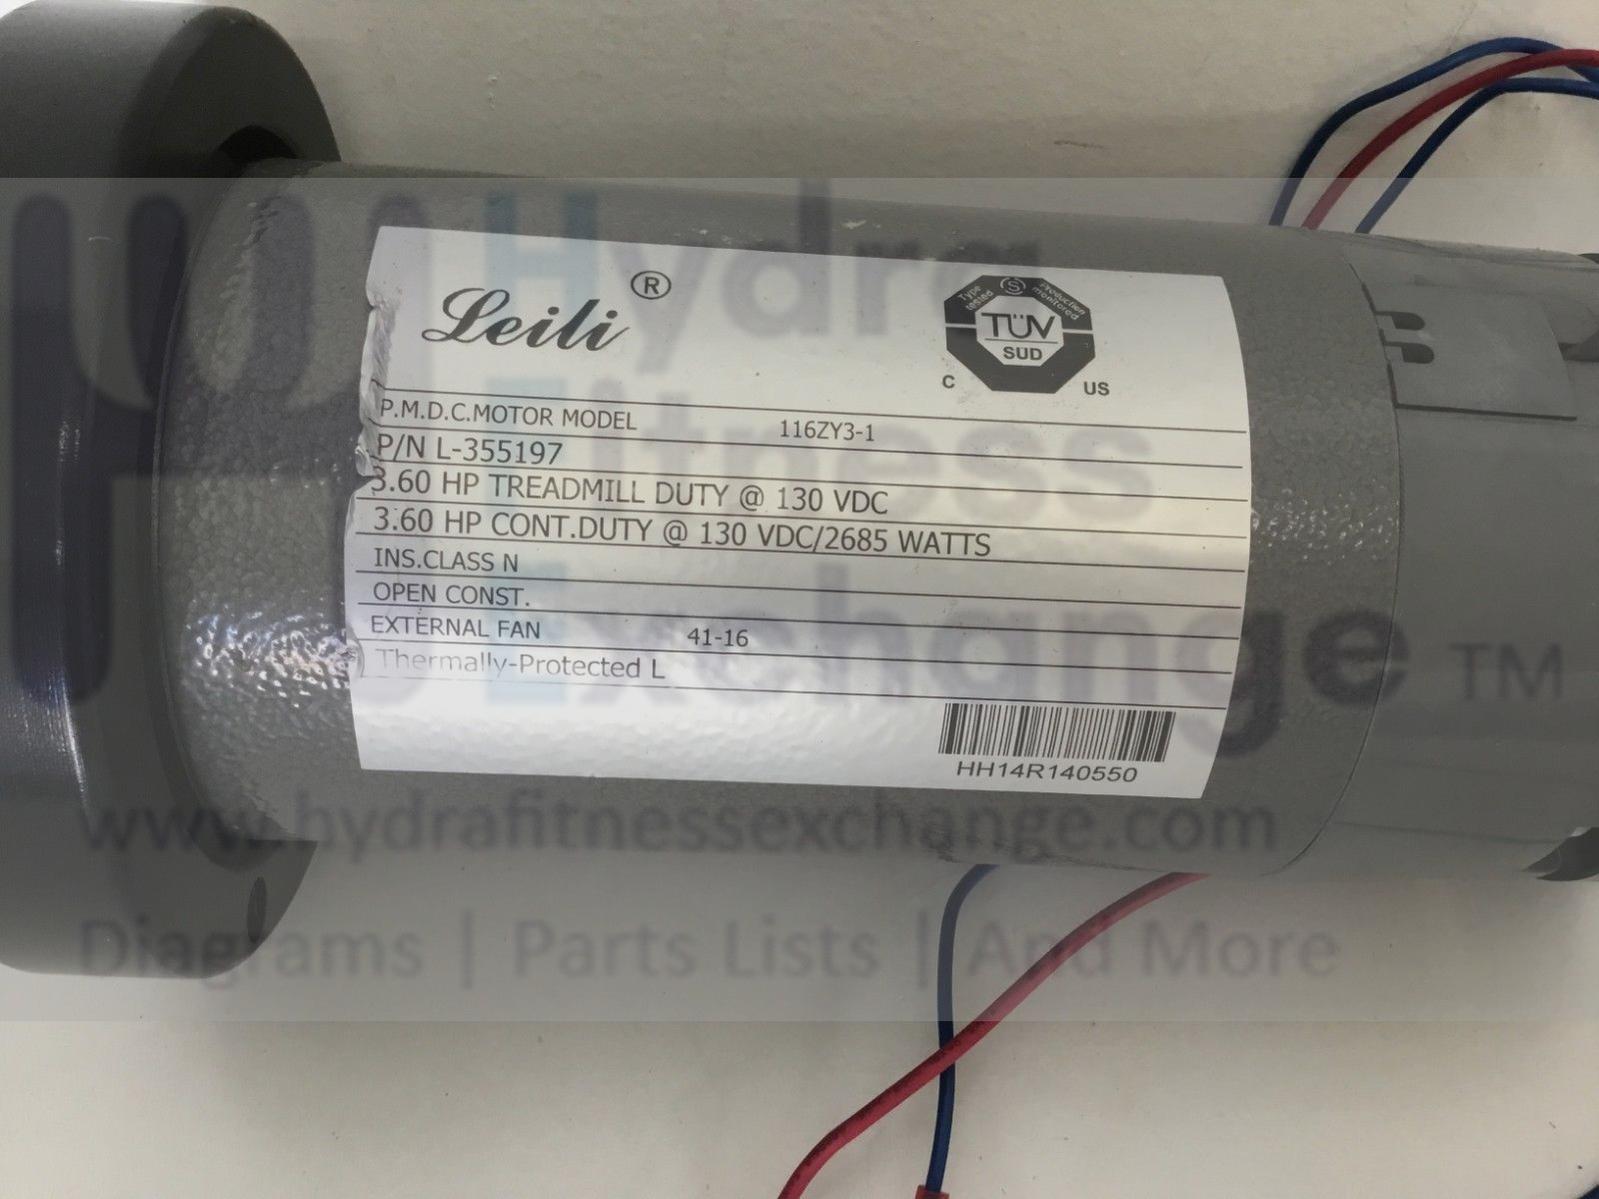 Leili ®
Type tested S Production monitored
TÜV
SÜD
C US
P.M.D.C.MOTOR MODEL 116ZY3-1
P/N L-355197
3.60 HP TREADMILL DUTY @ 130 VDC
3.60 HP CONT.DUTY @ 130 VDC/2685 WATTS
INS.CLASS N
OPEN CONST.
EXTERNAL FAN 41-16
Thermally-Protected L
HH14R140550
Hydra
Fitness
Exchange TM
www.hydrafitnessexchange.com
Diagrams | Parts Lists | And More